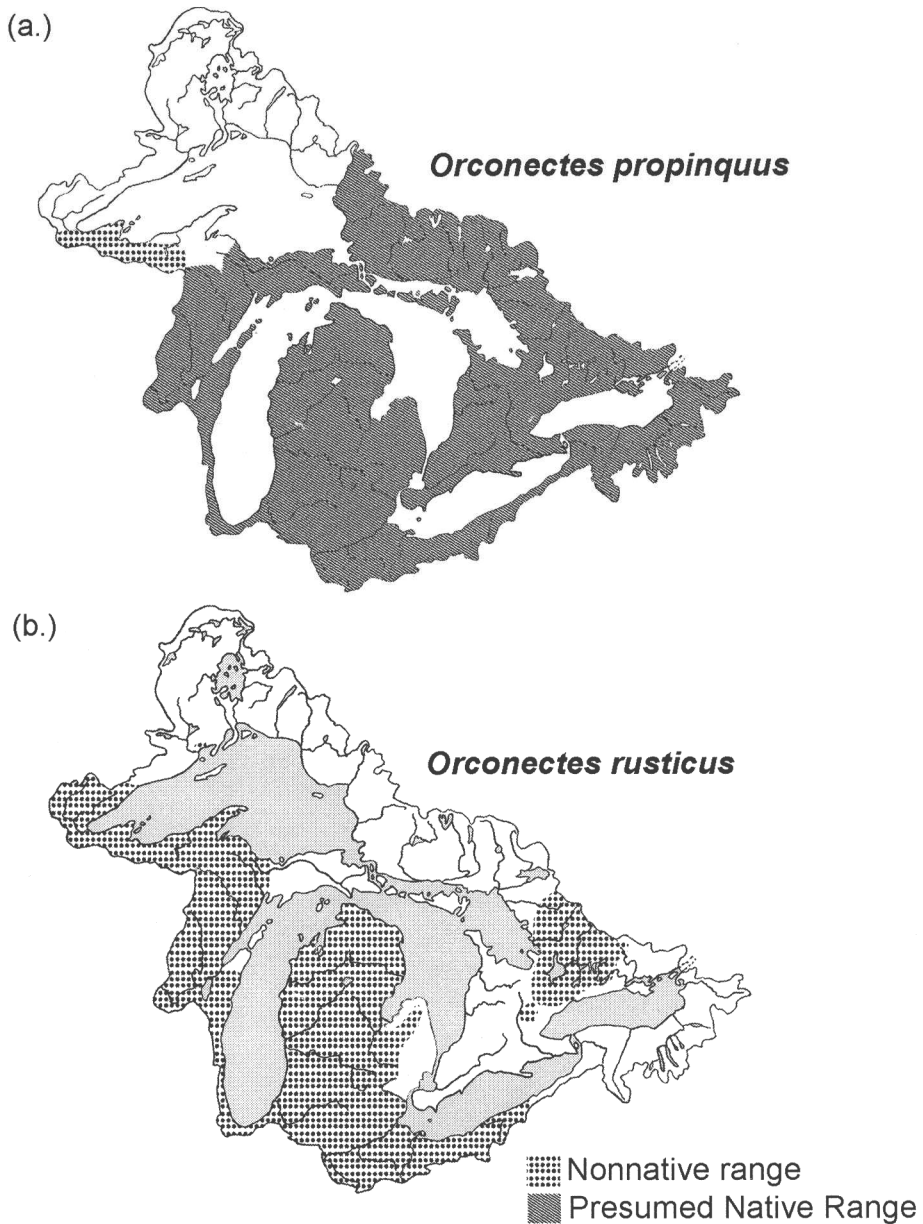 (a.)
Orconectes propinquus
(b.)
Orconectes rusticus
Nonnative range
Presumed Native Range